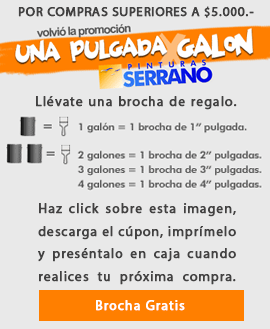 POR COMPRAS SUPERIORES A $5.000.-
volvió la promoción
UNA PULGADA X GALON
PINTURAS
SERRANO
Llévate una brocha de regalo.
= 1 galón = 1 brocha de 1” pulgada.
= 2 galones = 1 brocha de 2” pulgadas.
3 galones = 1 brocha de 3” pulgadas.
4 galones = 1 brocha de 4” pulgadas.
Haz click sobre esta imagen,
descarga el cúpon, imprímelo
y preséntalo en caja cuando
realices tu próxima compra.
Brocha Gratis